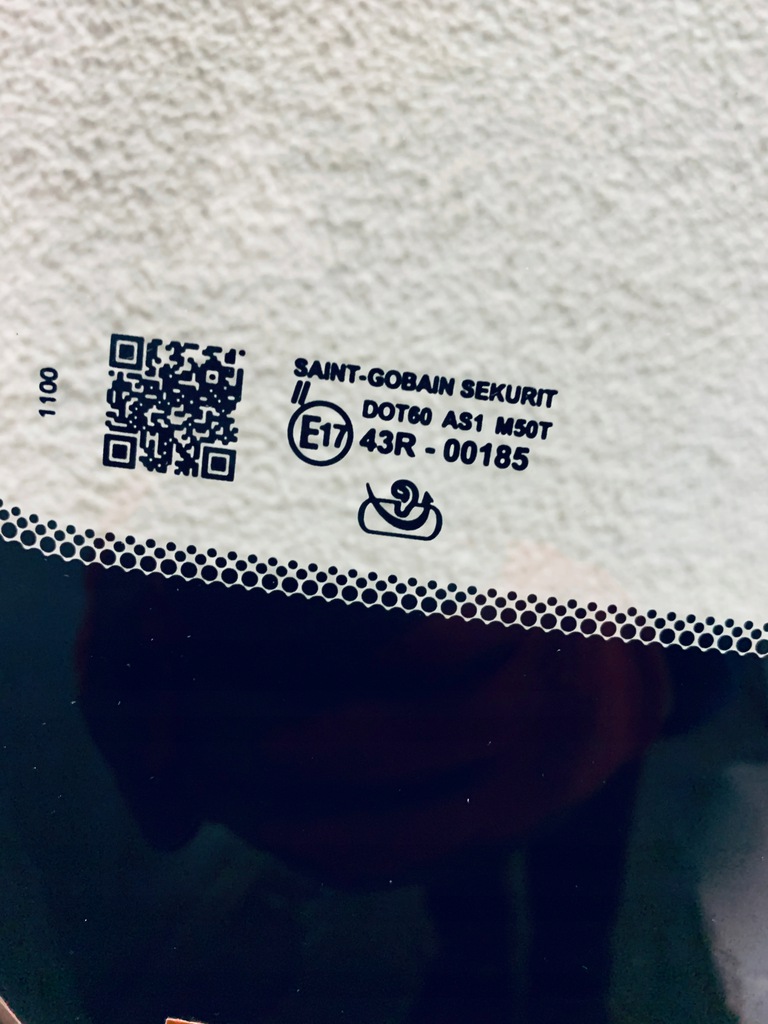 1100
SAINT-GOBAIN SEKURIT
//
DOT60 AS1 M50T
E17 43R - 00185